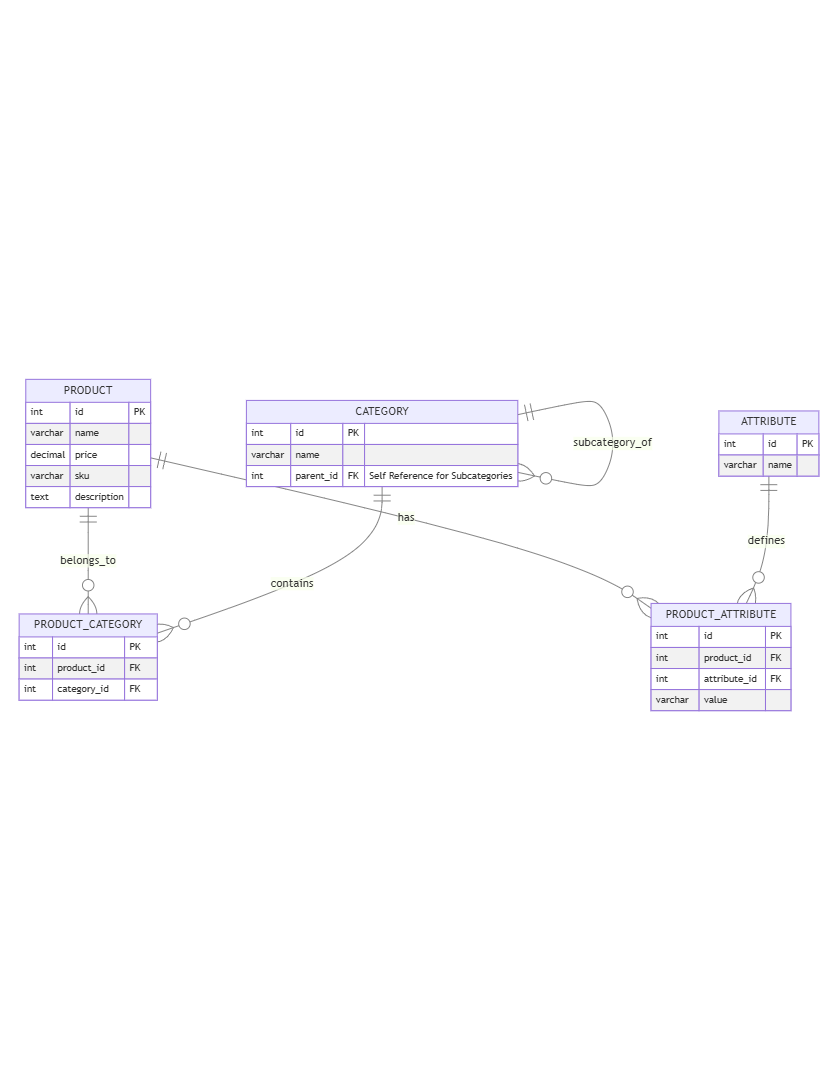 PRODUCT
int id PK
varchar name
decimal price
varchar sku
text description
CATEGORY
int id PK
varchar name
int parent_id FK Self Reference for Subcategories
subcategory_of
ATTRIBUTE
int id PK
varchar name
has
belongs_to
contains
defines
PRODUCT_CATEGORY
int id PK
int product_id FK
int category_id FK
PRODUCT_ATTRIBUTE
int id PK
int product_id FK
int attribute_id FK
varchar value